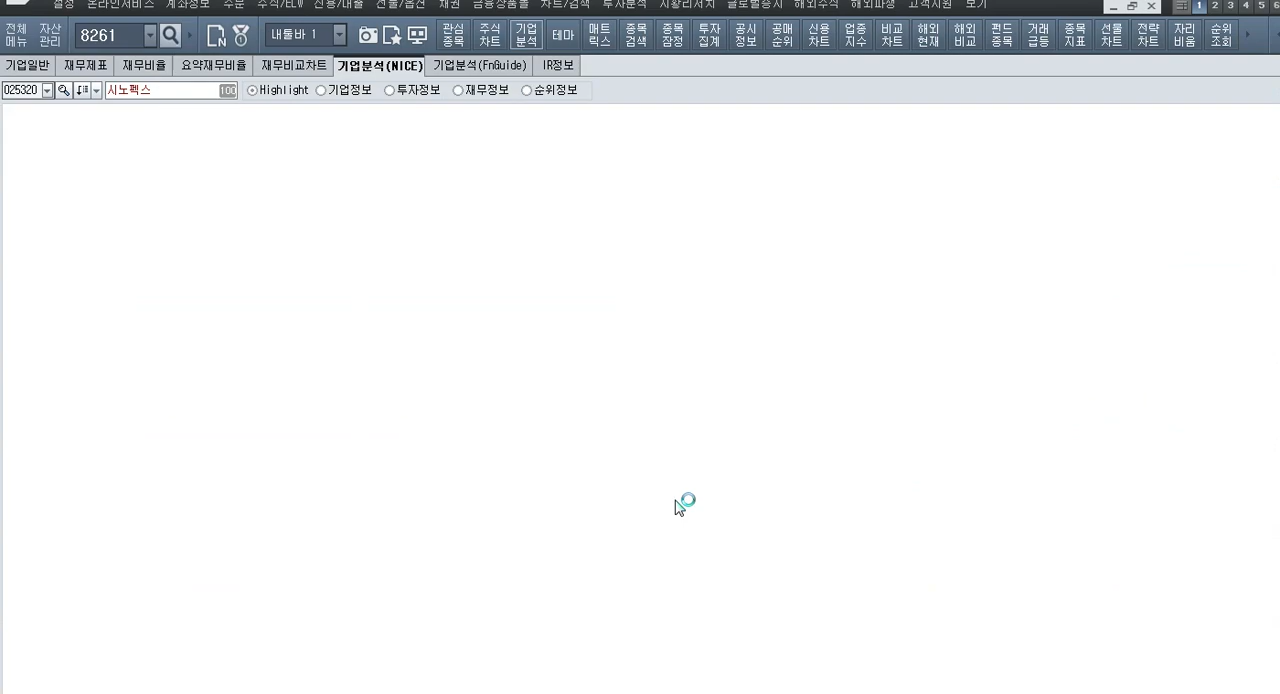 설정 온라인서비스 계좌정보 주문 주식/ELW 신용/대출 선물/옵션 채권 금융상품몰 차트/검색 투자분석 시황리서치 글로벌증시 해외주식 해외파생 고객지원 보기
1 2 3 4 5 6
전체 자산 8261 내툴바 1 관심 주식 기업 테마 매트 종목 종목 투자 공시 공매 신용 업종 비교 해외 해외 펀드 거래 종목 선물 전략 자리 순위
메뉴 관리 종목 차트 분석 릭스 검색 잠정 집계 정보 순위 차트 지수 차트 현재 비교 종목 급등 지표 차트 차트 비움 조회
기업일반 재무제표 재무비율 요약재무비율 재무비교차트 기업분석(NICE) 기업분석(FnGuide) IR정보
025320 시노펙스 100 Highlight 기업정보 투자정보 재무정보 순위정보